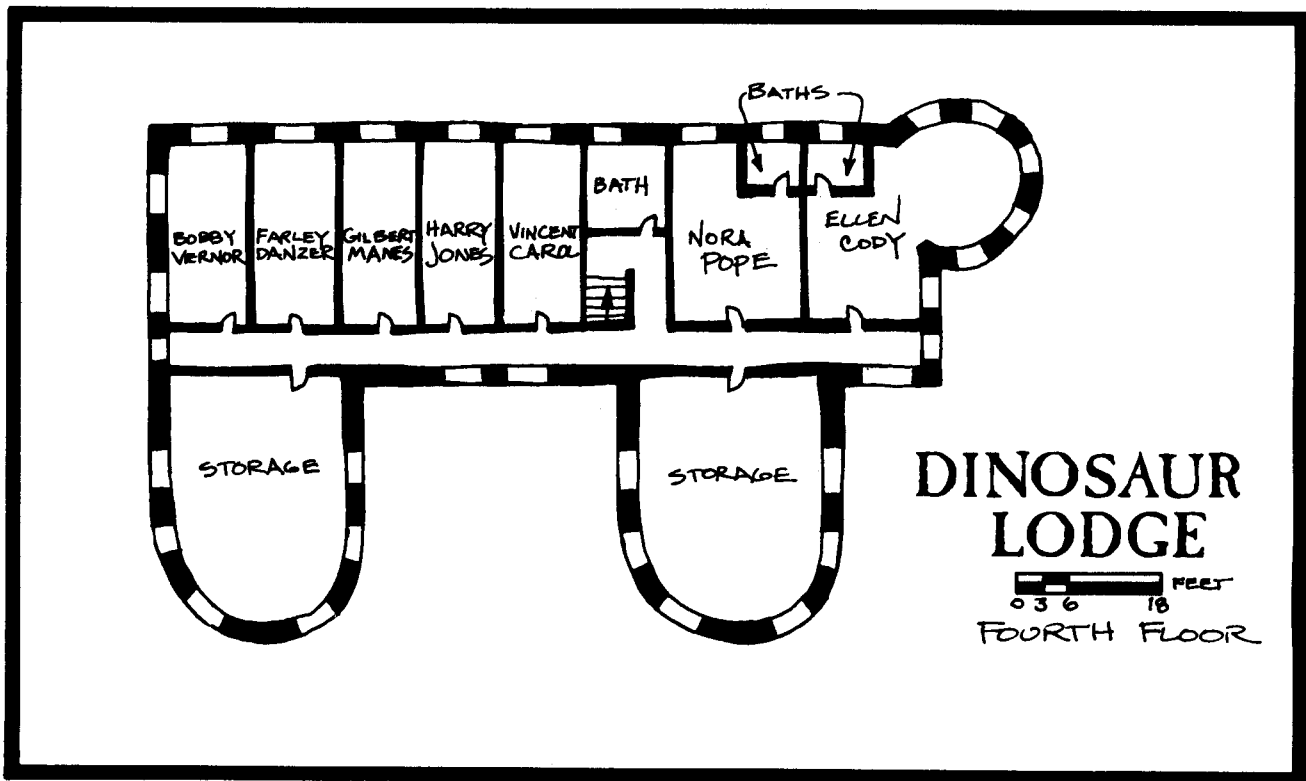 BATHS
BATH
BOBBY
VERNOR
FARLEY
DANZER
GILBERT
MANES
HARRY
JONES
VINCENT
CAROL
NORA
POPE
ELLEN
CODY
STORAGE
STORAGE
DINOSAUR
LODGE
FEET
0 3 6 18
FOURTH FLOOR